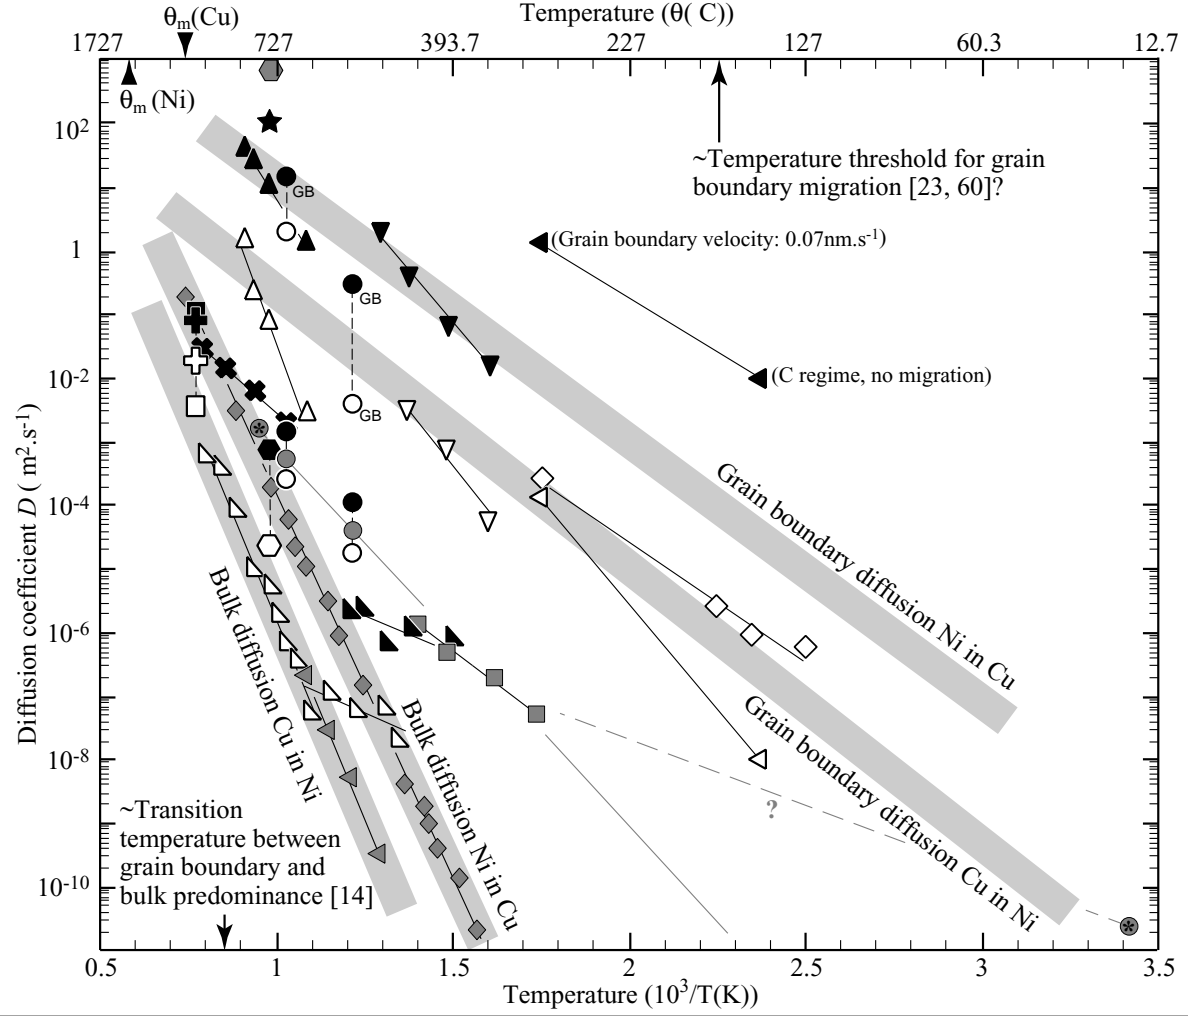 Temperature (θ( C))
θm(Cu)
1727 727 393.7 227 127 60.3 12.7
θm (Ni)
~Temperature threshold for grain
boundary migration [23, 60]?
GB
(Grain boundary velocity: 0.07nm.s-1)
GB
(C regime, no migration)
GB
Grain boundary diffusion Ni in Cu
Grain boundary diffusion Cu in Ni
Bulk diffusion Cu in Ni
Bulk diffusion Ni in Cu
?
~Transition
temperature between
grain boundary and
bulk predominance [14]
Diffusion coefficient D ( m2.s-1)
102
1
10-2
10-4
10-6
10-8
10-10
0.5 1 1.5 2 2.5 3 3.5
Temperature (103/T(K))